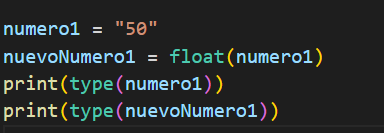 numero1 = "50"
nuevoNumero1 = float(numero1)
print(type(numero1))
print(type(nuevoNumero1))